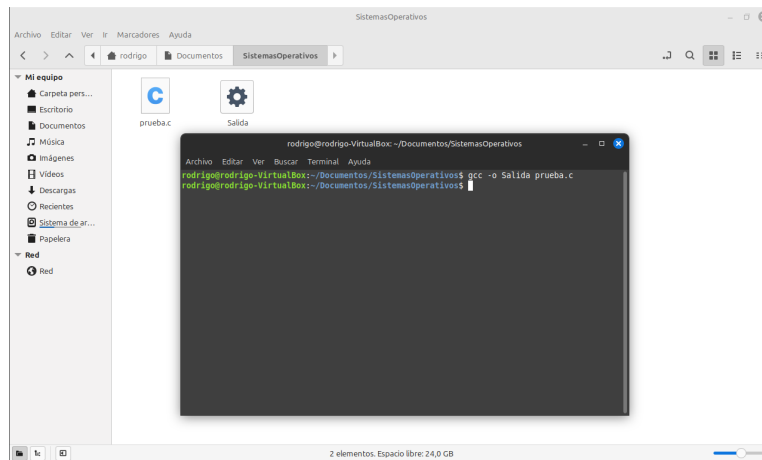 SistemasOperativos
Archivo Editar Ver Ir Marcadores Ayuda
rodrigo Documentos SistemasOperativos
Mi equipo
Carpeta pers...
Escritorio
Documentos
Música
Imágenes
Vídeos
Descargas
Recientes
Sistema de ar...
Papelera
Red
Red
prueba.c Salida
rodrigo@rodrigo-VirtualBox: ~/Documentos/SistemasOperativos
Archivo Editar Ver Buscar Terminal Ayuda
rodrigo@rodrigo-VirtualBox:~/Documentos/SistemasOperativos$ gcc -o Salida prueba.c
rodrigo@rodrigo-VirtualBox:~/Documentos/SistemasOperativos$
2 elementos. Espacio libre: 24,0 GB